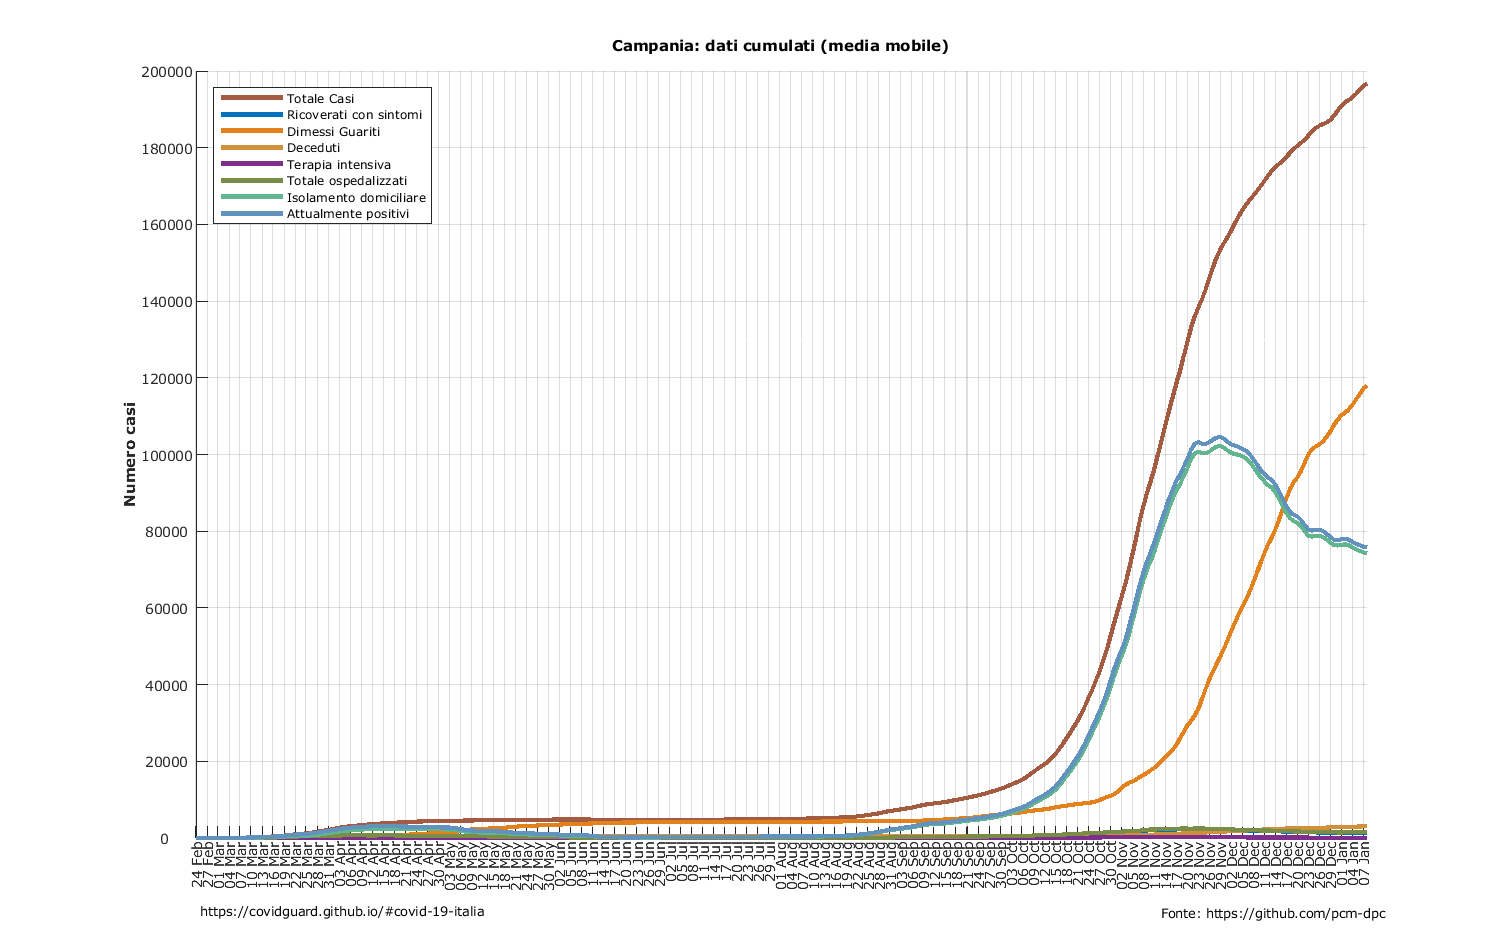 Campania: dati cumulati (media mobile)
200000
180000
160000
140000
120000
100000
80000
60000
40000
20000
0
Numero casi
Totale Casi
Ricoverati con sintomi
Dimessi Guariti
Deceduti
Terapia intensiva
Totale ospedalizzati
Isolamento domiciliare
Attualmente positivi
24 Feb
27 Feb
01 Mar
04 Mar
07 Mar
10 Mar
13 Mar
16 Mar
19 Mar
22 Mar
25 Mar
28 Mar
31 Mar
03 Apr
06 Apr
09 Apr
12 Apr
15 Apr
18 Apr
21 Apr
24 Apr
27 Apr
30 Apr
03 May
06 May
09 May
12 May
15 May
18 May
21 May
24 May
27 May
30 May
02 Jun
05 Jun
08 Jun
11 Jun
14 Jun
17 Jun
20 Jun
23 Jun
26 Jun
29 Jun
02 Jul
05 Jul
08 Jul
11 Jul
14 Jul
17 Jul
20 Jul
23 Jul
26 Jul
29 Jul
01 Aug
04 Aug
07 Aug
10 Aug
13 Aug
16 Aug
19 Aug
22 Aug
25 Aug
28 Aug
31 Aug
03 Sep
06 Sep
09 Sep
12 Sep
15 Sep
18 Sep
21 Sep
24 Sep
27 Sep
30 Sep
03 Oct
06 Oct
09 Oct
12 Oct
15 Oct
18 Oct
21 Oct
24 Oct
27 Oct
30 Oct
02 Nov
05 Nov
08 Nov
11 Nov
14 Nov
17 Nov
20 Nov
23 Nov
26 Nov
29 Nov
02 Dec
05 Dec
08 Dec
11 Dec
14 Dec
17 Dec
20 Dec
23 Dec
26 Dec
29 Dec
01 Jan
04 Jan
07 Jan
https://covidguard.github.io/#covid-19-italia
Fonte: https://github.com/pcm-dpc